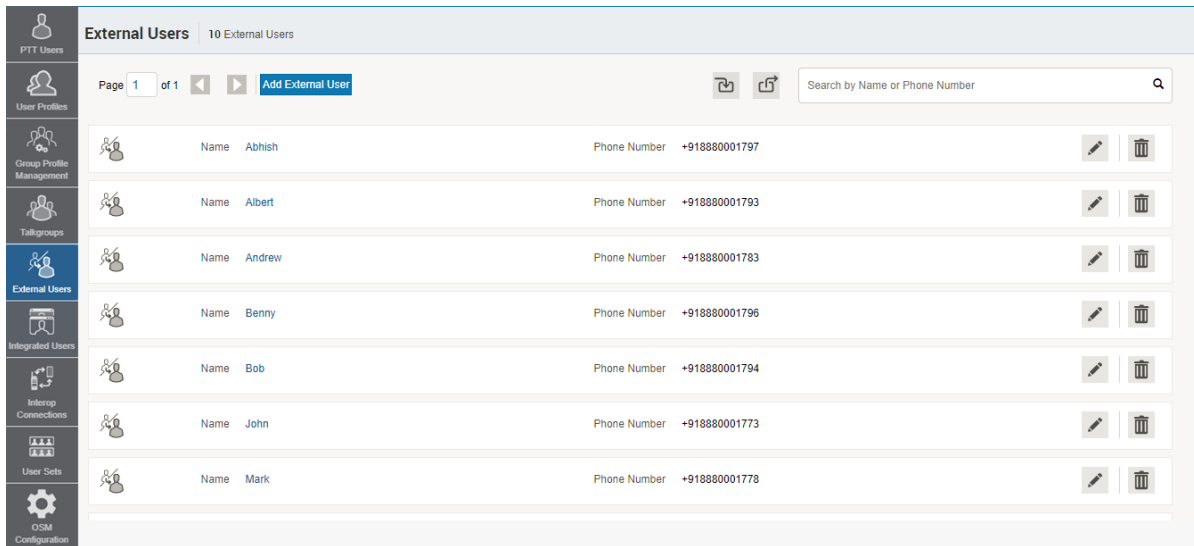 PTT Users
User Profiles
Group Profile
Management
Talkgroups
External Users
Integrated Users
Interop
Connections
User Sets
OSM
Configuration
External Users 10 External Users
Page 1 of 1 Add External User Search by Name or Phone Number
Name Abhish Phone Number +918880001797
Name Albert Phone Number +918880001793
Name Andrew Phone Number +918880001783
Name Benny Phone Number +918880001796
Name Bob Phone Number +918880001794
Name John Phone Number +918880001773
Name Mark Phone Number +918880001778